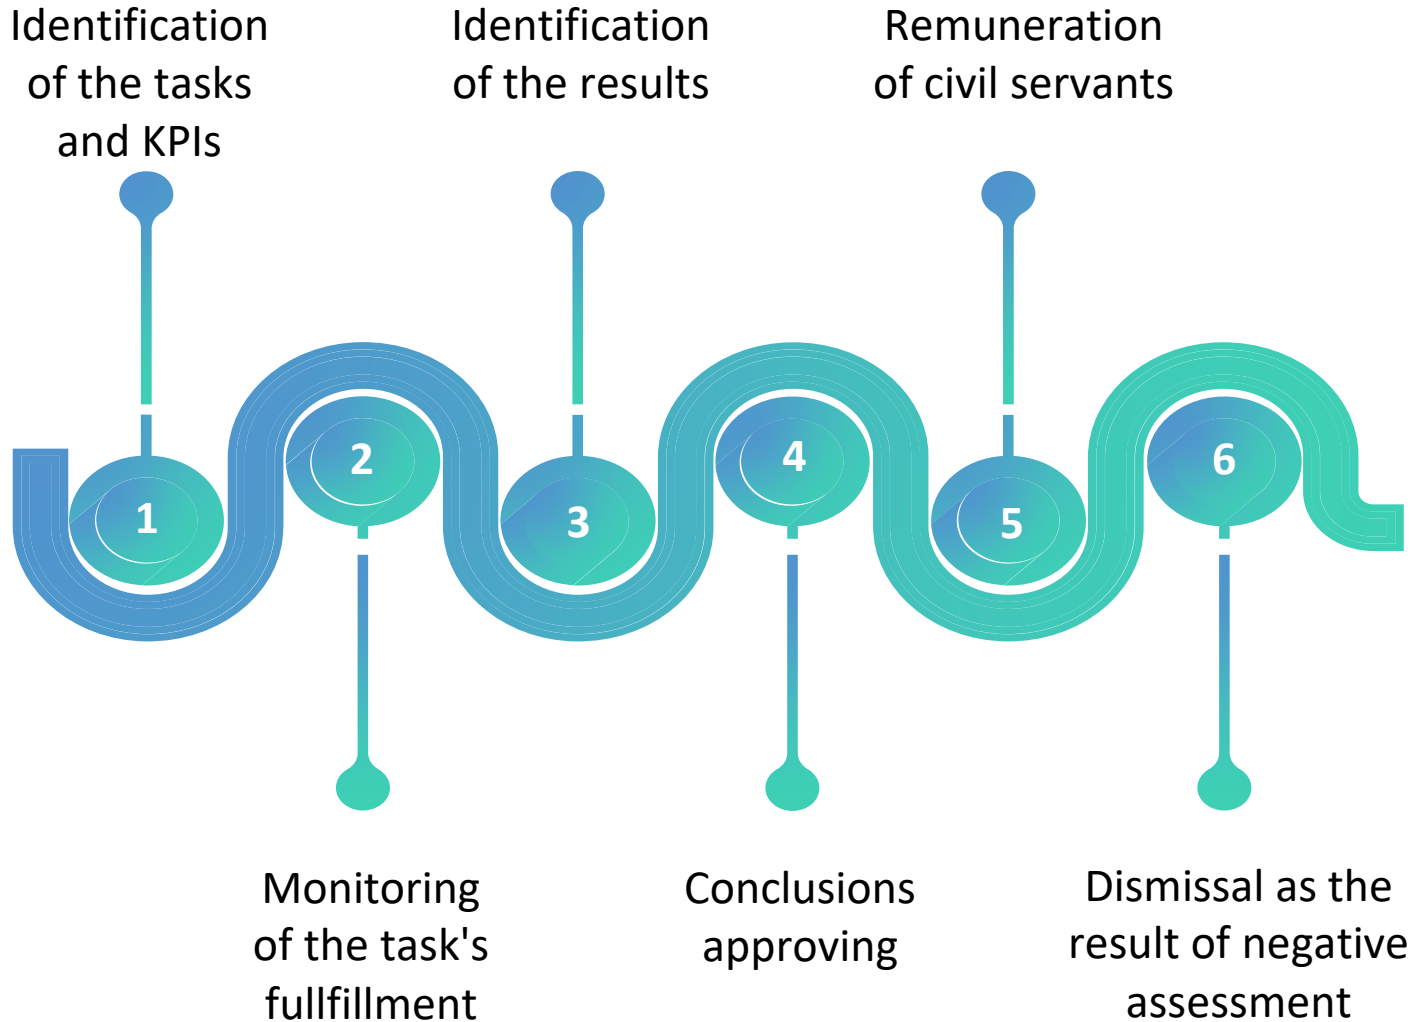 Identification
of the tasks
and KPIs
Identification
of the results
Remuneration
of civil servants
1
2
3
4
5
6
Monitoring
of the task's
fullfillment
Conclusions
approving
Dismissal as the
result of negative
assessment